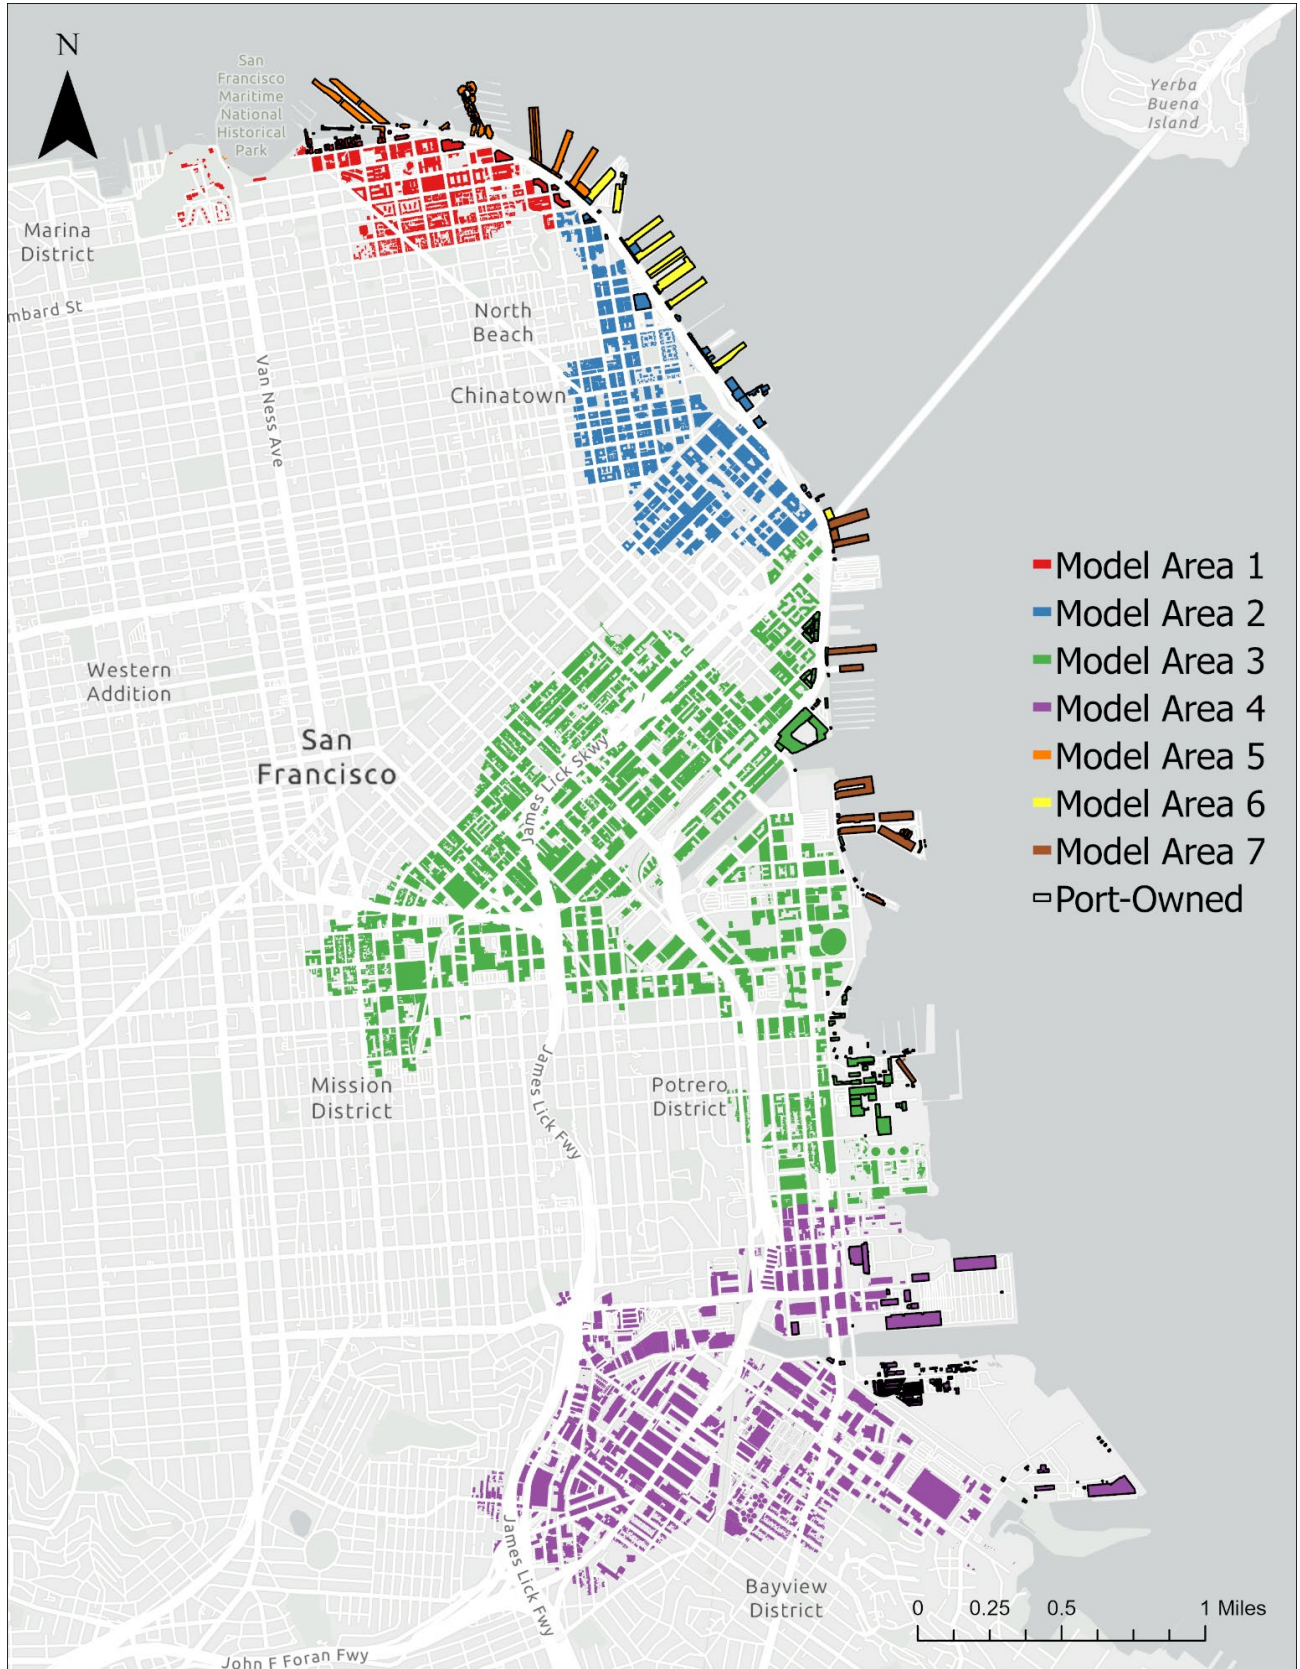 N
San
Francisco
Maritime
National
Historical
Park
Yerba
Buena
Island
Marina
District
mbard St
North
Beach
Van Ness Ave
Chinatown
Model Area 1
Model Area 2
Model Area 3
Model Area 4
Model Area 5
Model Area 6
Model Area 7
Port-Owned
Western
Addition
San
Francisco
James Lick Skwy
James Lick Fwy
Mission
District
Potrero
District
James Lick Fwy
Bayview
District
0 0.25 0.5 1 Miles
John F Foran Fwy